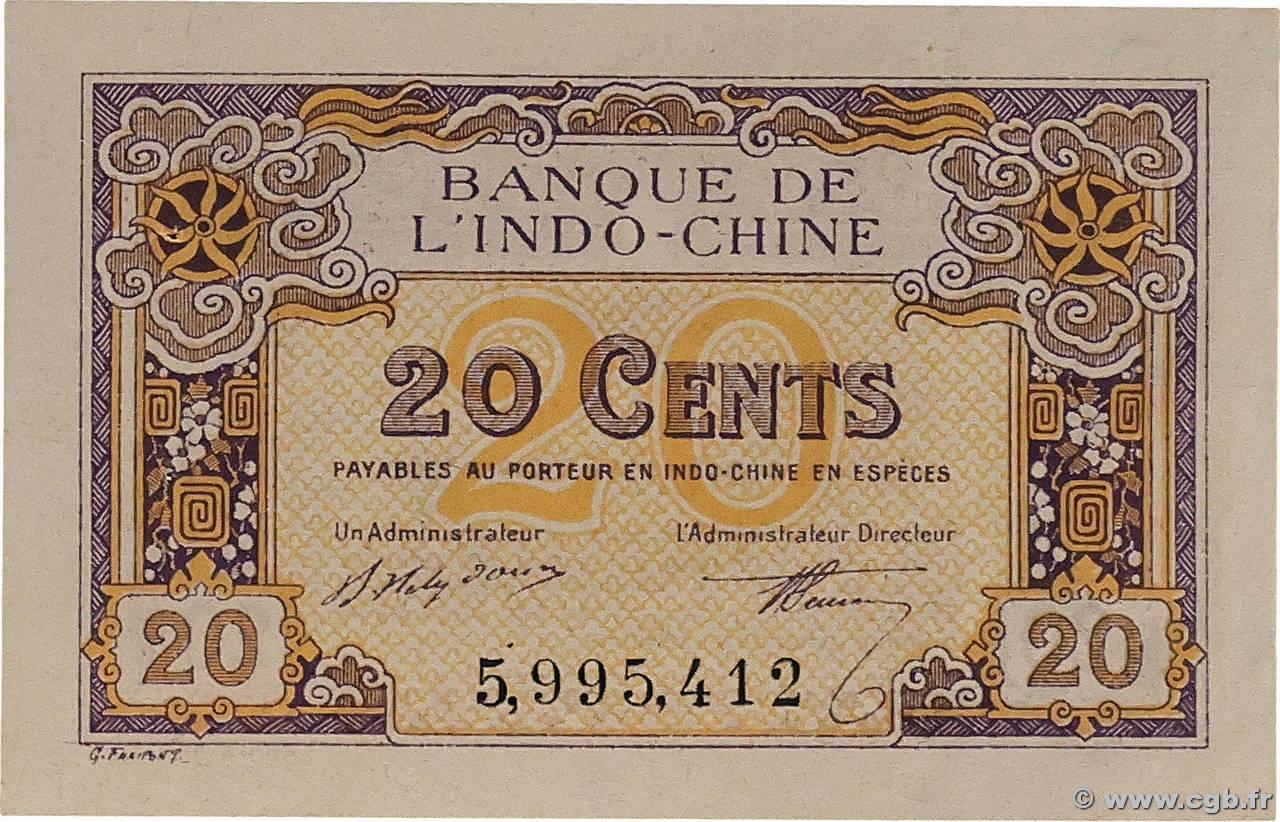 BANQUE DE
L'INDO-CHINE
20
20 CENTS
PAYABLES AU PORTEUR EN INDO-CHINE EN ESPÈCES
Un Administrateur L'Administrateur Directeur
20 20
5,995,412
© www.cgb.fr